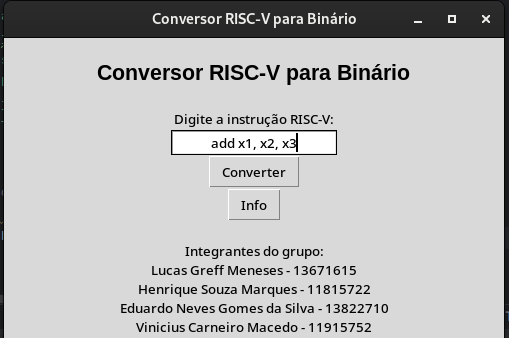 Conversor RISC-V para Binário
Conversor RISC-V para Binário
Digite a instrução RISC-V:
add x1, x2, x3
Converter
Info
Integrantes do grupo:
Lucas Greff Meneses - 13671615
Henrique Souza Marques - 11815722
Eduardo Neves Gomes da Silva - 13822710
Vinicius Carneiro Macedo - 11915752